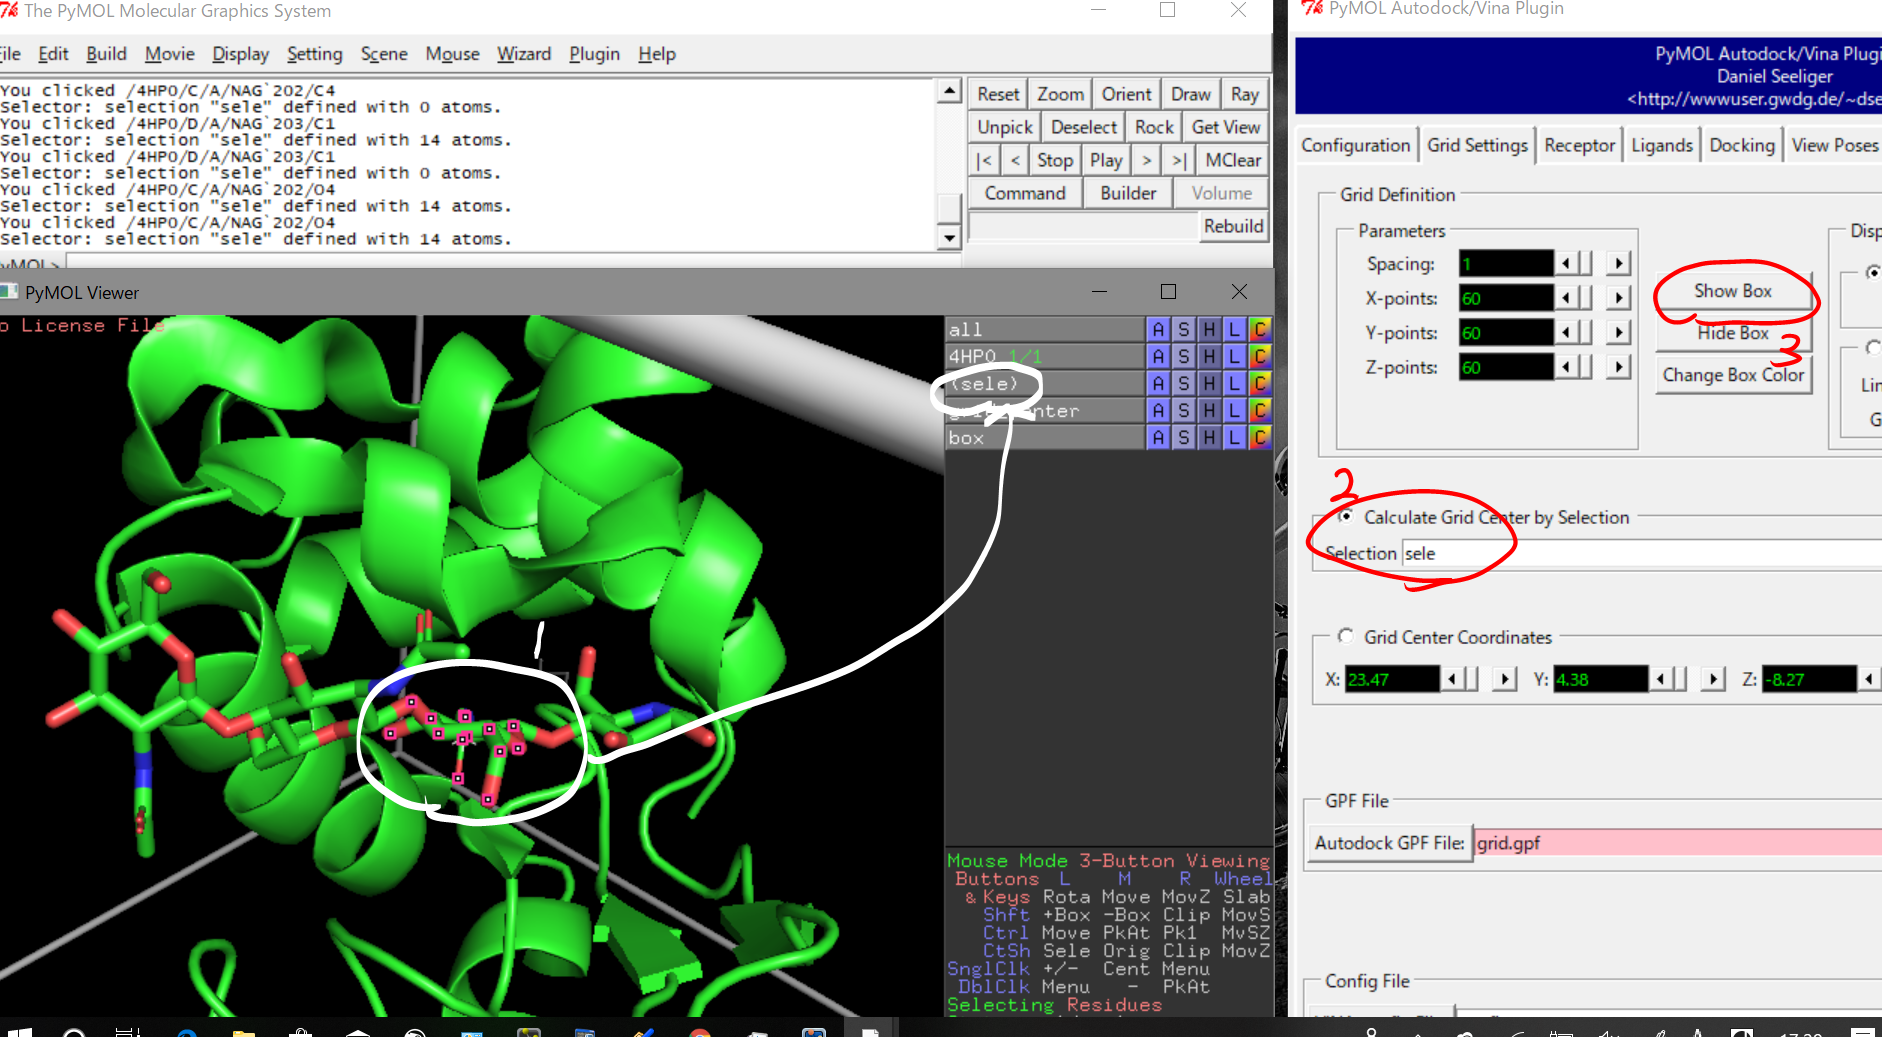 The PyMOL Molecular Graphics System
File Edit Build Movie Display Setting Scene Mouse Wizard Plugin Help
You clicked /4HP0/C/A/NAG`202/C4
Selector: selection "sele" defined with 0 atoms.
You clicked /4HP0/D/A/NAG`203/C1
Selector: selection "sele" defined with 14 atoms.
You clicked /4HP0/D/A/NAG`203/C1
Selector: selection "sele" defined with 0 atoms.
You clicked /4HP0/C/A/NAG`202/O4
Selector: selection "sele" defined with 14 atoms.
You clicked /4HP0/C/A/NAG`202/O4
Selector: selection "sele" defined with 14 atoms.
Reset Zoom Orient Draw Ray
Unpick Deselect Rock Get View
|< < Stop Play > >| MClear
Command Builder Volume
Rebuild
PyMOL Viewer
o License File
all A S H L C
4HP0 1/1 A S H L C
(sele) A S H L C
A S H L C
box A S H L C
1
Mouse Mode 3-Button Viewing
Buttons L M R Wheel
& Keys Rota Move MovZ Slab
Shft +Box -Box Clip MovS
Ctrl Move PkAt Pk1 MvSZ
CtSh Sele Orig Clip MovZ
SnglClk +/- Cent Menu
DblClk Menu - PkAt
Selecting Residues
PyMOL Autodock/Vina Plugin
PyMOL Autodock/Vina Plugi
Daniel Seeliger
<http://wwwuser.gwdg.de/~dse
Configuration Grid Settings Receptor Ligands Docking View Poses
Grid Definition
Parameters
Spacing: 1
X-points: 60
Y-points: 60
Z-points: 60
Show Box
Hide Box
3
Change Box Color
Disp
Lin
G
2
Calculate Grid Center by Selection
Selection sele
Grid Center Coordinates
X: 23.47 Y: 4.38 Z: -8.27
GPF File
Autodock GPF File: grid.gpf
Config File